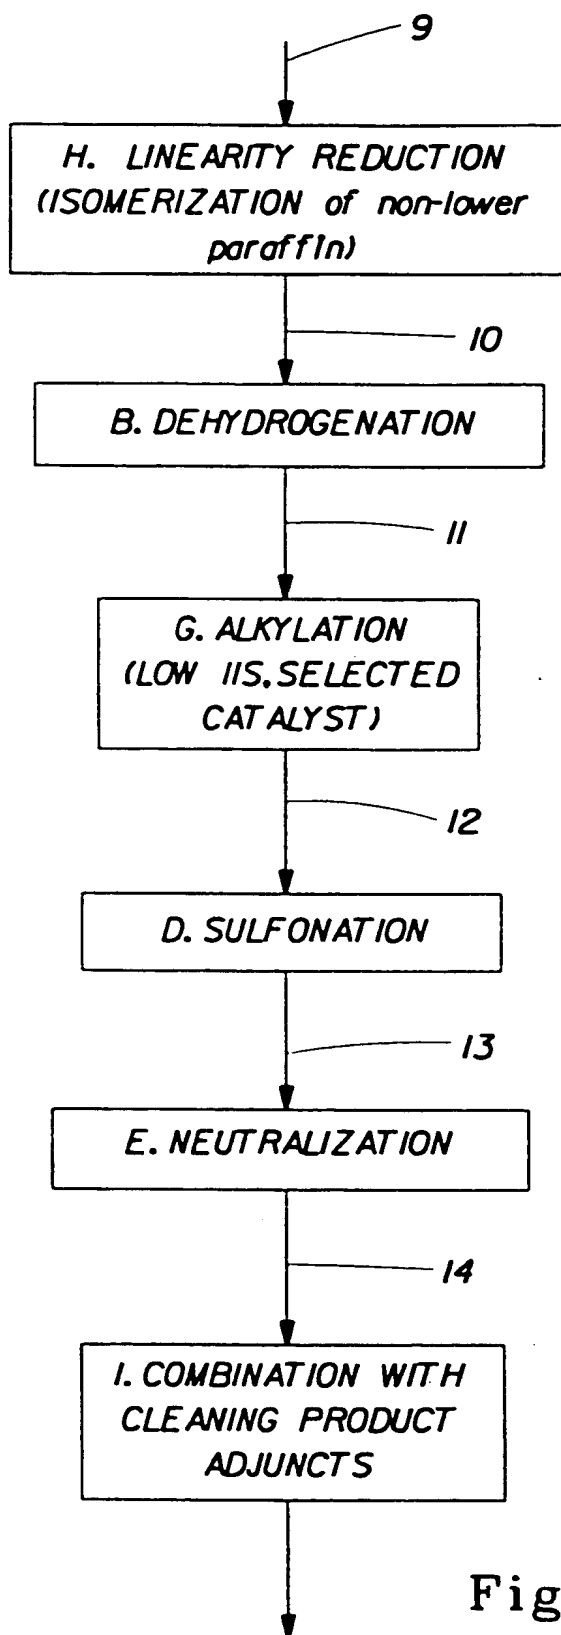 9
H. LINEARITY REDUCTION
(ISOMERIZATION of non-lower
paraffin)
10
B. DEHYDROGENATION
11
G. ALKYLATION
(LOW IIS. SELECTED
CATALYST)
12
D. SULFONATION
13
E. NEUTRALIZATION
14
I. COMBINATION WITH
CLEANING PRODUCT
ADJUNCTS
Fig